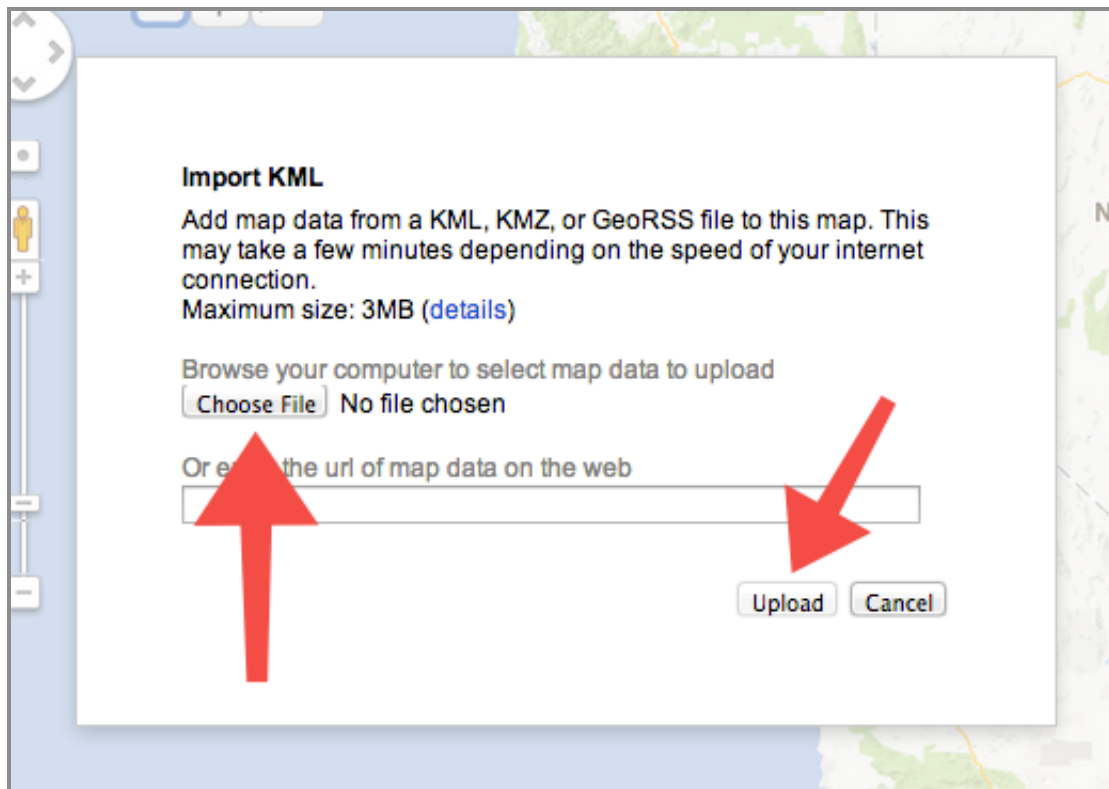 Import KML
Add map data from a KML, KMZ, or GeoRSS file to this map. This
may take a few minutes depending on the speed of your internet
connection.
Maximum size: 3MB (details)
Browse your computer to select map data to upload
Choose File No file chosen
Or the url of map data on the web
Upload Cancel
N